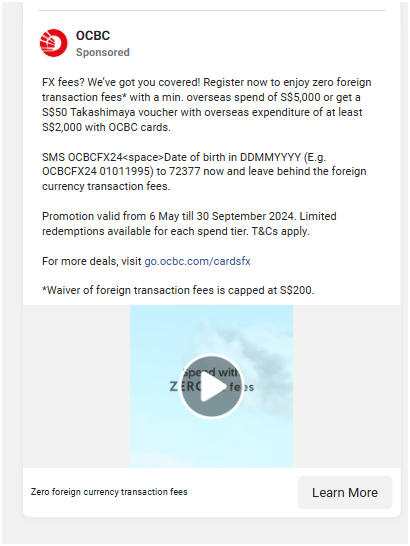 OCBC
Sponsored
FX fees? We've got you covered! Register now to enjoy zero foreign
transaction fees* with a min. overseas spend of S$5,000 or get a
S$50 Takashimaya voucher with overseas expenditure of at least
S$2,000 with OCBC cards.
SMS OCBCFX24<space>Date of birth in DDMMYYYY (E.g.
OCBCFX24 01011995) to 72377 now and leave behind the foreign
currency transaction fees.
Promotion valid from 6 May till 30 September 2024. Limited
redemptions available for each spend tier. T&Cs apply.
For more deals, visit go.ocbc.com/cardsfx
*Waiver of foreign transaction fees is capped at S$200.
Spend with
Zero foreign currency transaction fees
Learn More